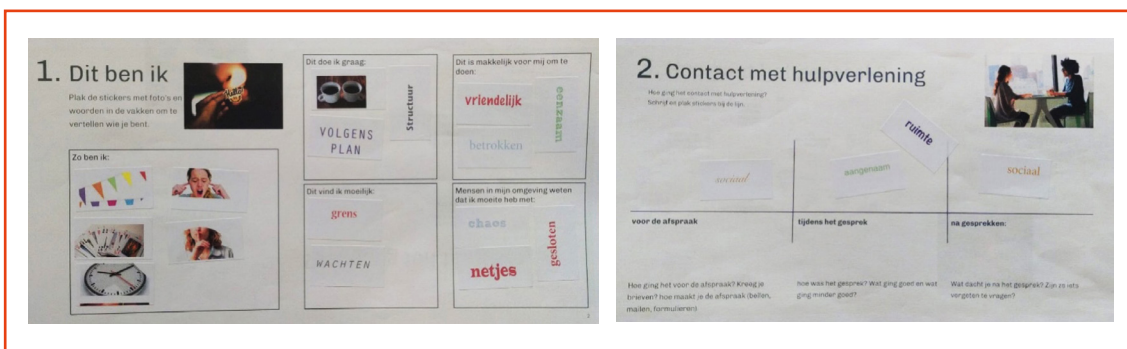 1. Dit ben ik
Plak de stickers met foto's en
woorden in de vakken om te
vertellen wie je bent.
Zo ben ik:
Dit doe ik graag:
Structuur
VOLGENS
PLAN
Dit is makkelijk voor mij om te
doen:
vriendelijk
eenzaam
betrokken
Dit vind ik moeilijk:
grens
WACHTEN
Mensen in mijn omgeving weten
dat ik moeite heb met:
chaos
gesloten
netjes
2. Contact met hulpverlening
Hoe ging het contact met hulpverlening?
Schrijf en plak stickers bij de lijn.
ruimte
sociaal
aangenaam
sociaal
voor de afspraak
tijdens het gesprek
na gesprekken:
Hoe ging het voor de afspraak? Kreeg je
brieven? hoe maakt je de afspraak (bellen,
mailen, formulieren)
hoe was het gesprek? Wat ging goed en wat
ging minder goed?
Wat dacht je na het gesprek? Zijn ze iets
vergeten te vragen?